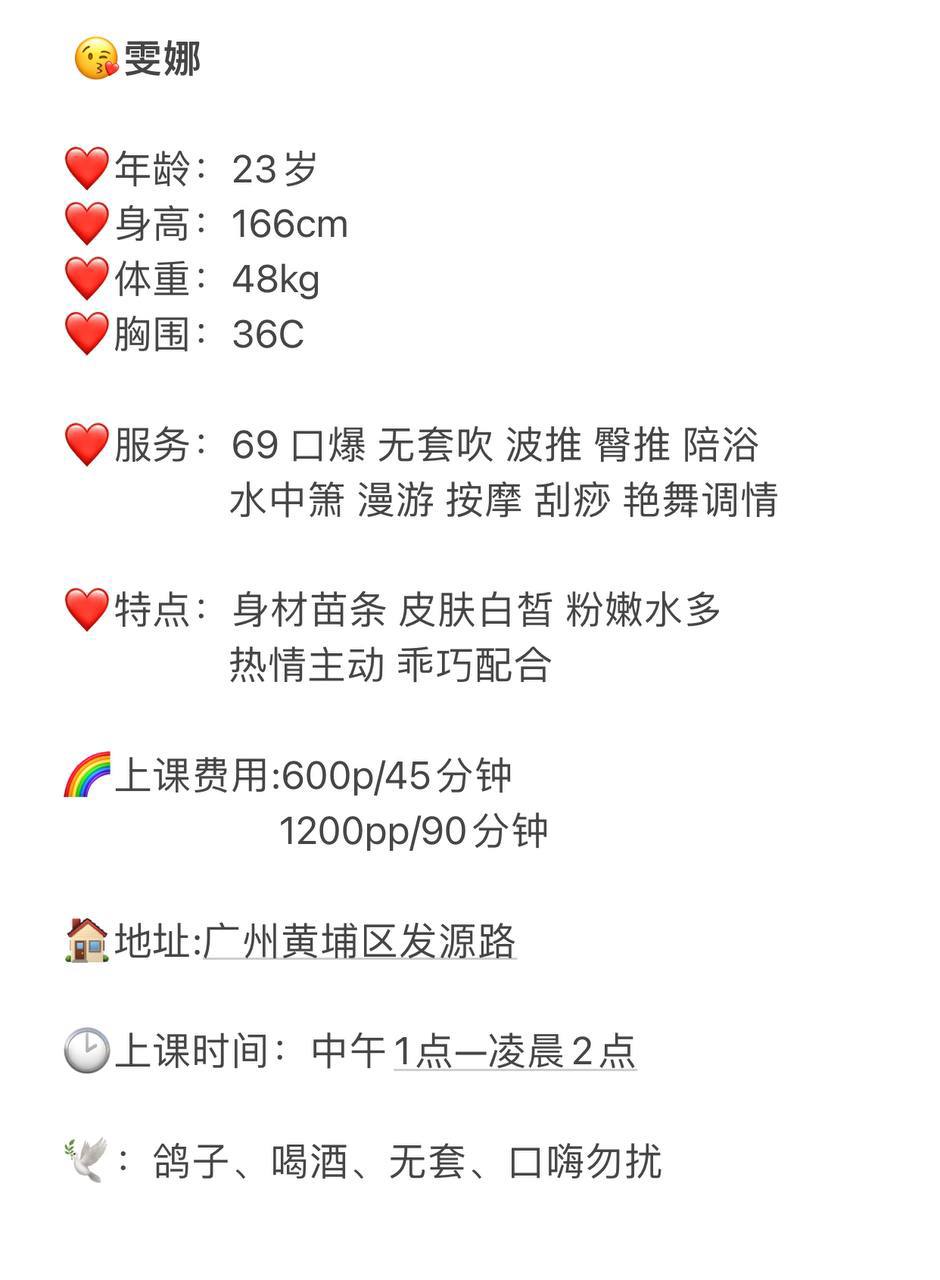 😘雯娜
❤️年龄：23岁
❤️身高：166cm
❤️体重：48kg
❤️胸围：36C
❤️服务：69 口爆 无套吹 波推 臀推 陪浴
水中箫 漫游 按摩 刮痧 艳舞调情
❤️特点：身材苗条 皮肤白皙 粉嫩水多
热情主动 乖巧配合
🌈上课费用:600p/45分钟
1200pp/90分钟
🏠地址:广州黄埔区发源路
🕑上课时间：中午1点—凌晨2点
🕊️：鸽子、喝酒、无套、口嗨勿扰